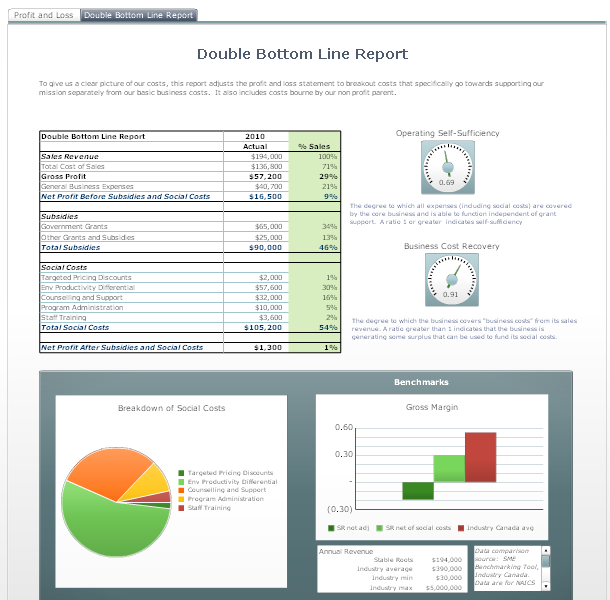 Profit and Loss
Double Bottom Line Report
Double Bottom Line Report
To give us a clear picture of our costs, this report adjusts the profit and loss statement to breakout costs that specifically go towards supporting our
mission separately from our basic business costs. It also includes costs bourne by our non profit parent.
Double Bottom Line Report 2010
Actual % Sales
Sales Revenue $194,000 100%
Total Cost of Sales $136,800 71%
Gross Profit $57,200 29%
General Business Expenses $40,700 21%
Net Profit Before Subsidies and Social Costs $16,500 9%
Subsidies
Government Grants $65,000 34%
Other Grants and Subsidies $25,000 13%
Total Subsidies $90,000 46%
Social Costs
Targeted Pricing Discounts $2,000 1%
Env Productivity Differential $57,600 30%
Counselling and Support $32,000 16%
Program Administration $10,000 5%
Staff Training $3,600 2%
Total Social Costs $105,200 54%
Net Profit After Subsidies and Social Costs $1,300 1%
Operating Self-Sufficiency
0.69
The degree to which all expenses (including social costs) are covered
by the core business and is able to function independent of grant
support. A ratio 1 or greater indicates self-sufficiency
Business Cost Recovery
0.91
The degree to which the business covers "business costs" from its sales
revenue. A ratio greater than 1 indicates that the business is
generating some surplus that can be used to fund its social costs.
Benchmarks
Breakdown of Social Costs
Targeted Pricing Discounts
Env Productivity Differential
Counselling and Support
Program Administration
Staff Training
Gross Margin
0.60
0.30
-
(0.30)
SR not adj SR net of social costs Industry Canada avg
Annual Revenue
Stable Roots $194,000
Industry average $390,000
Industry min $30,000
Industry max $5,000,000
Data comparison
source: SME
Benchmarking Tool,
Industry Canada.
Data are for NAICS